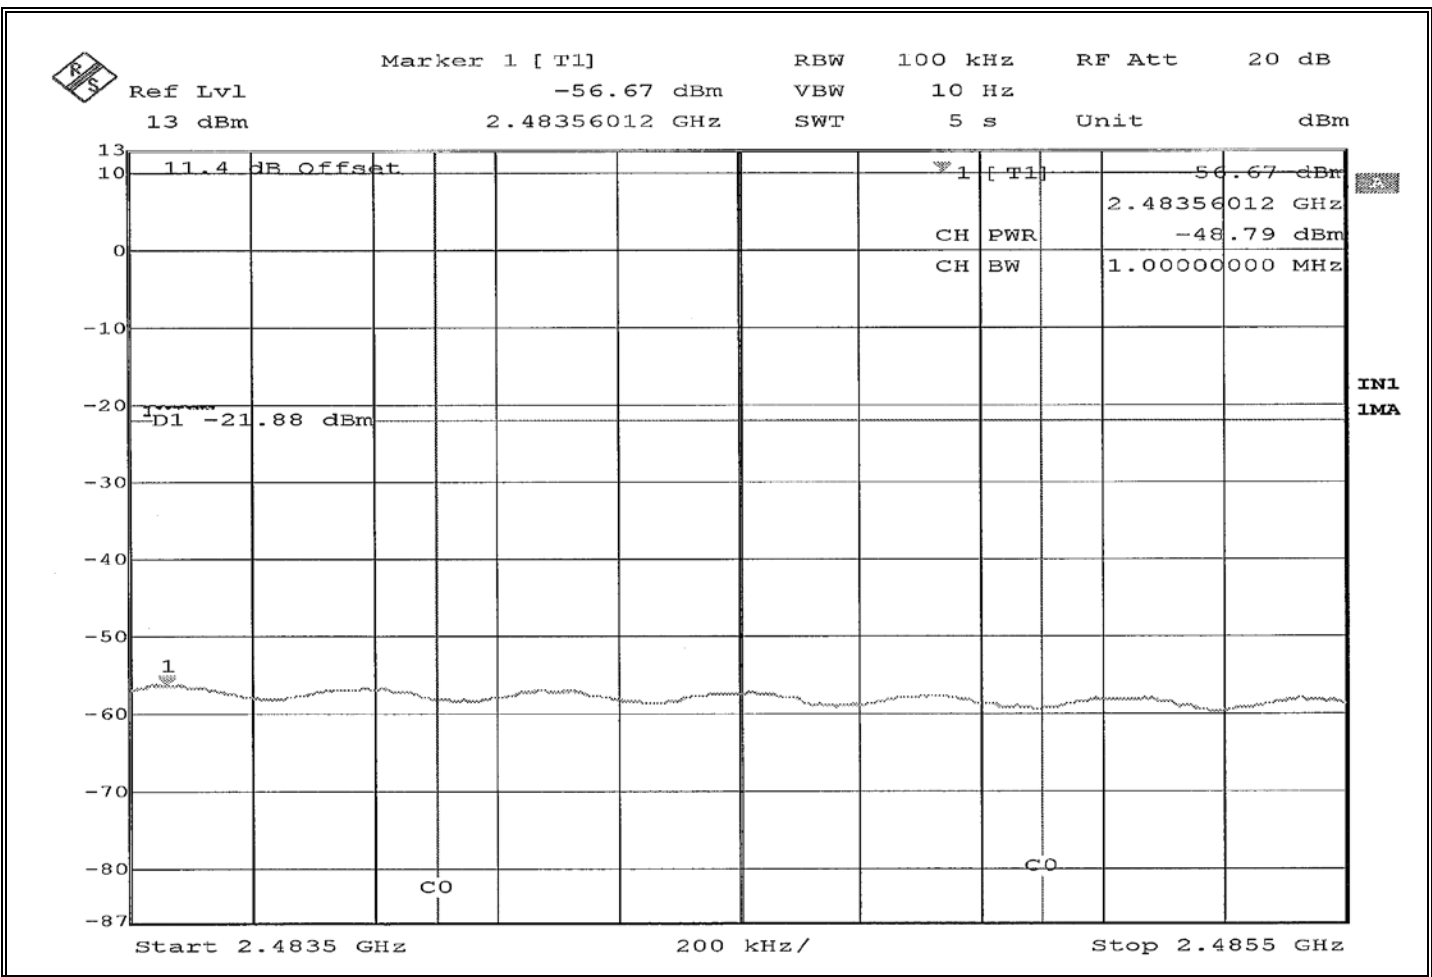 R
S
Marker 1 [ T1] RBW 100 kHz RF Att 20 dB
Ref Lvl -56.67 dBm VBW 10 Hz
13 dBm 2.48356012 GHz SWT 5 s Unit dBm
13
11.4 dB Offset
10
1 [ T1] -56.67 dBm
A
2.48356012 GHz
CH PWR -48.79 dBm
0
CH BW 1.00000000 MHz
-10
IN1
-20
1MA
D1 -21.88 dBm
-30
-40
-50
1
-60
-70
-80
C0
C0
-87
Start 2.4835 GHz 200 kHz/ Stop 2.4855 GHz